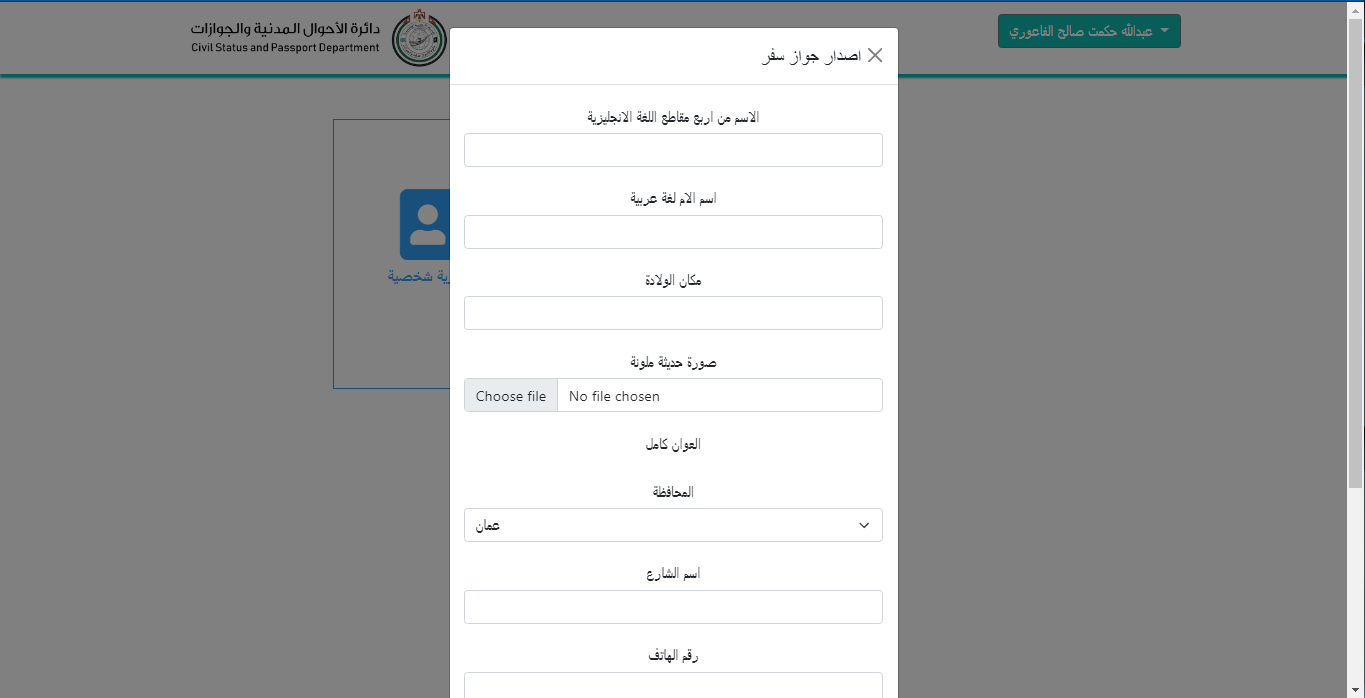 دائرة الأحوال المدنية والجوازات
Civil Status and Passport Department
عبدالله حكمت صالح الفاعوري
اصدار جواز سفر
الاسم من اربع مقاطع اللغة الانجليزية
اسم الام لغة عربية
مكان الولادة
صورة حديثة ملونة
Choose file No file chosen
العوان كامل
المحافظة
عمان
اسم الشارع
رقم الهاتف
شخصية